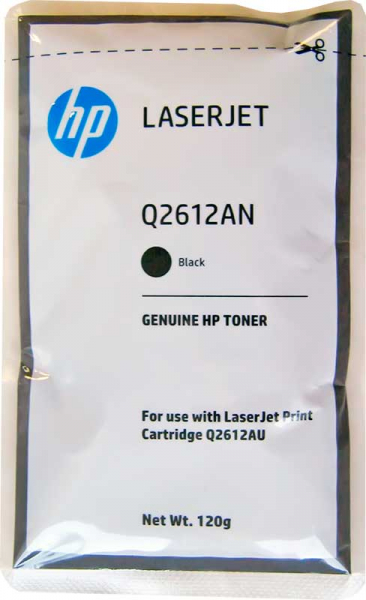 hp
LASERJET
Q2612AN
Black
GENUINE HP TONER
For use with LaserJet Print
Cartridge Q2612AU
Net Wt. 120g